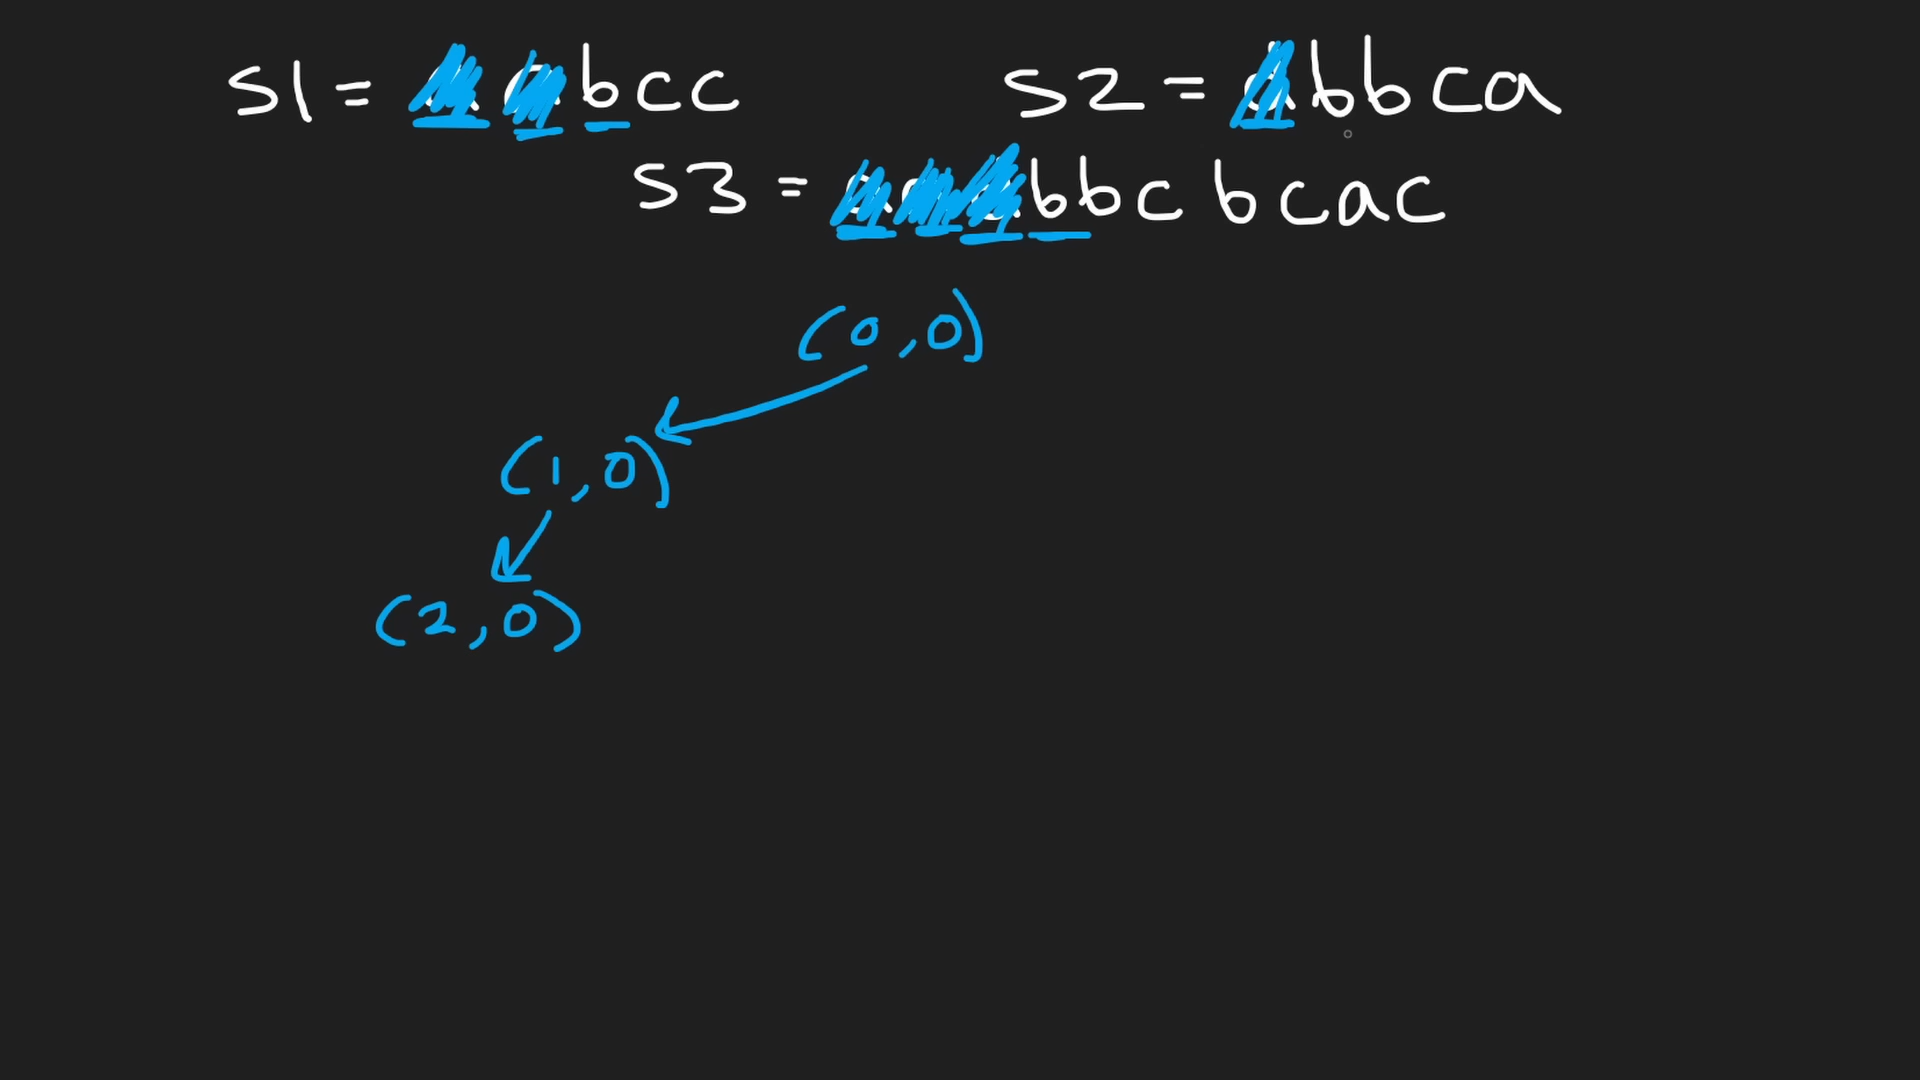 s1 = bcc
s2 = bbca
s3 = bbcbcac
(0,0)
(1,0)
(2,0)